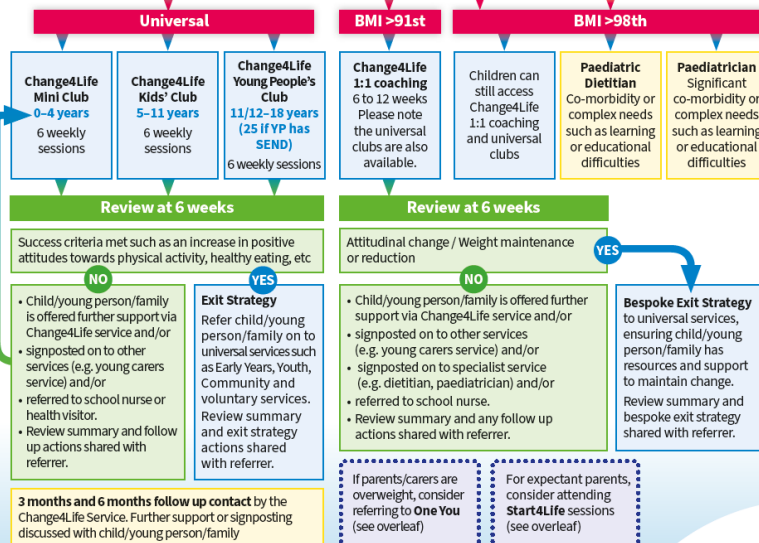 Universal
BMI >91st
BMI >98th
Change4Life
Mini Club
0–4 years
6 weekly
sessions
Change4Life
Kids’ Club
5–11 years
6 weekly
sessions
Change4Life
Young People’s
Club
11/12–18 years
(25 if YP has
SEND)
6 weekly sessions
Change4Life
1:1 coaching
6 to 12 weeks
Please note
the universal
clubs are also
available.
Children can
still access
Change4Life
1:1 coaching
and universal
clubs
Paediatric
Dietitian
Co-morbidity or
complex needs
such as learning
or educational
difficulties
Paediatrician
Significant
co-morbidity or
complex needs
such as learning
or educational
difficulties
Review at 6 weeks
Success criteria met such as an increase in positive
attitudes towards physical activity, healthy eating, etc
NO
• Child/young person/family
is offered further support via
Change4Life service and/or
• signposted on to other
services (e.g. young carers
service) and/or
• referred to school nurse or
health visitor.
• Review summary and follow
up actions shared with
referrer.
YES
Exit Strategy
Refer child/young
person/family on to
universal services such
as Early Years, Youth,
Community and
voluntary services.
Review summary
and exit strategy
actions shared
with referrer.
3 months and 6 months follow up contact by the
Change4Life Service. Further support or signposting
discussed with child/young person/family
Review at 6 weeks
Attitudinal change / Weight maintenance
or reduction
YES
NO
• Child/young person/family is offered further
support via Change4Life service and/or
• signposted on to other services
(e.g. young carers service) and/or
• signposted on to specialist service
(e.g. dietitian, paediatrician) and/or
• referred to school nurse.
• Review summary and any follow up
actions shared with referrer.
Bespoke Exit Strategy
to universal services,
ensuring child/young
person/family has
resources and support
to maintain change.
Review summary and
bespoke exit strategy
shared with referrer.
If parents/carers are
overweight, consider
referring to One You
(see overleaf)
For expectant parents,
consider attending
Start4Life sessions
(see overleaf)